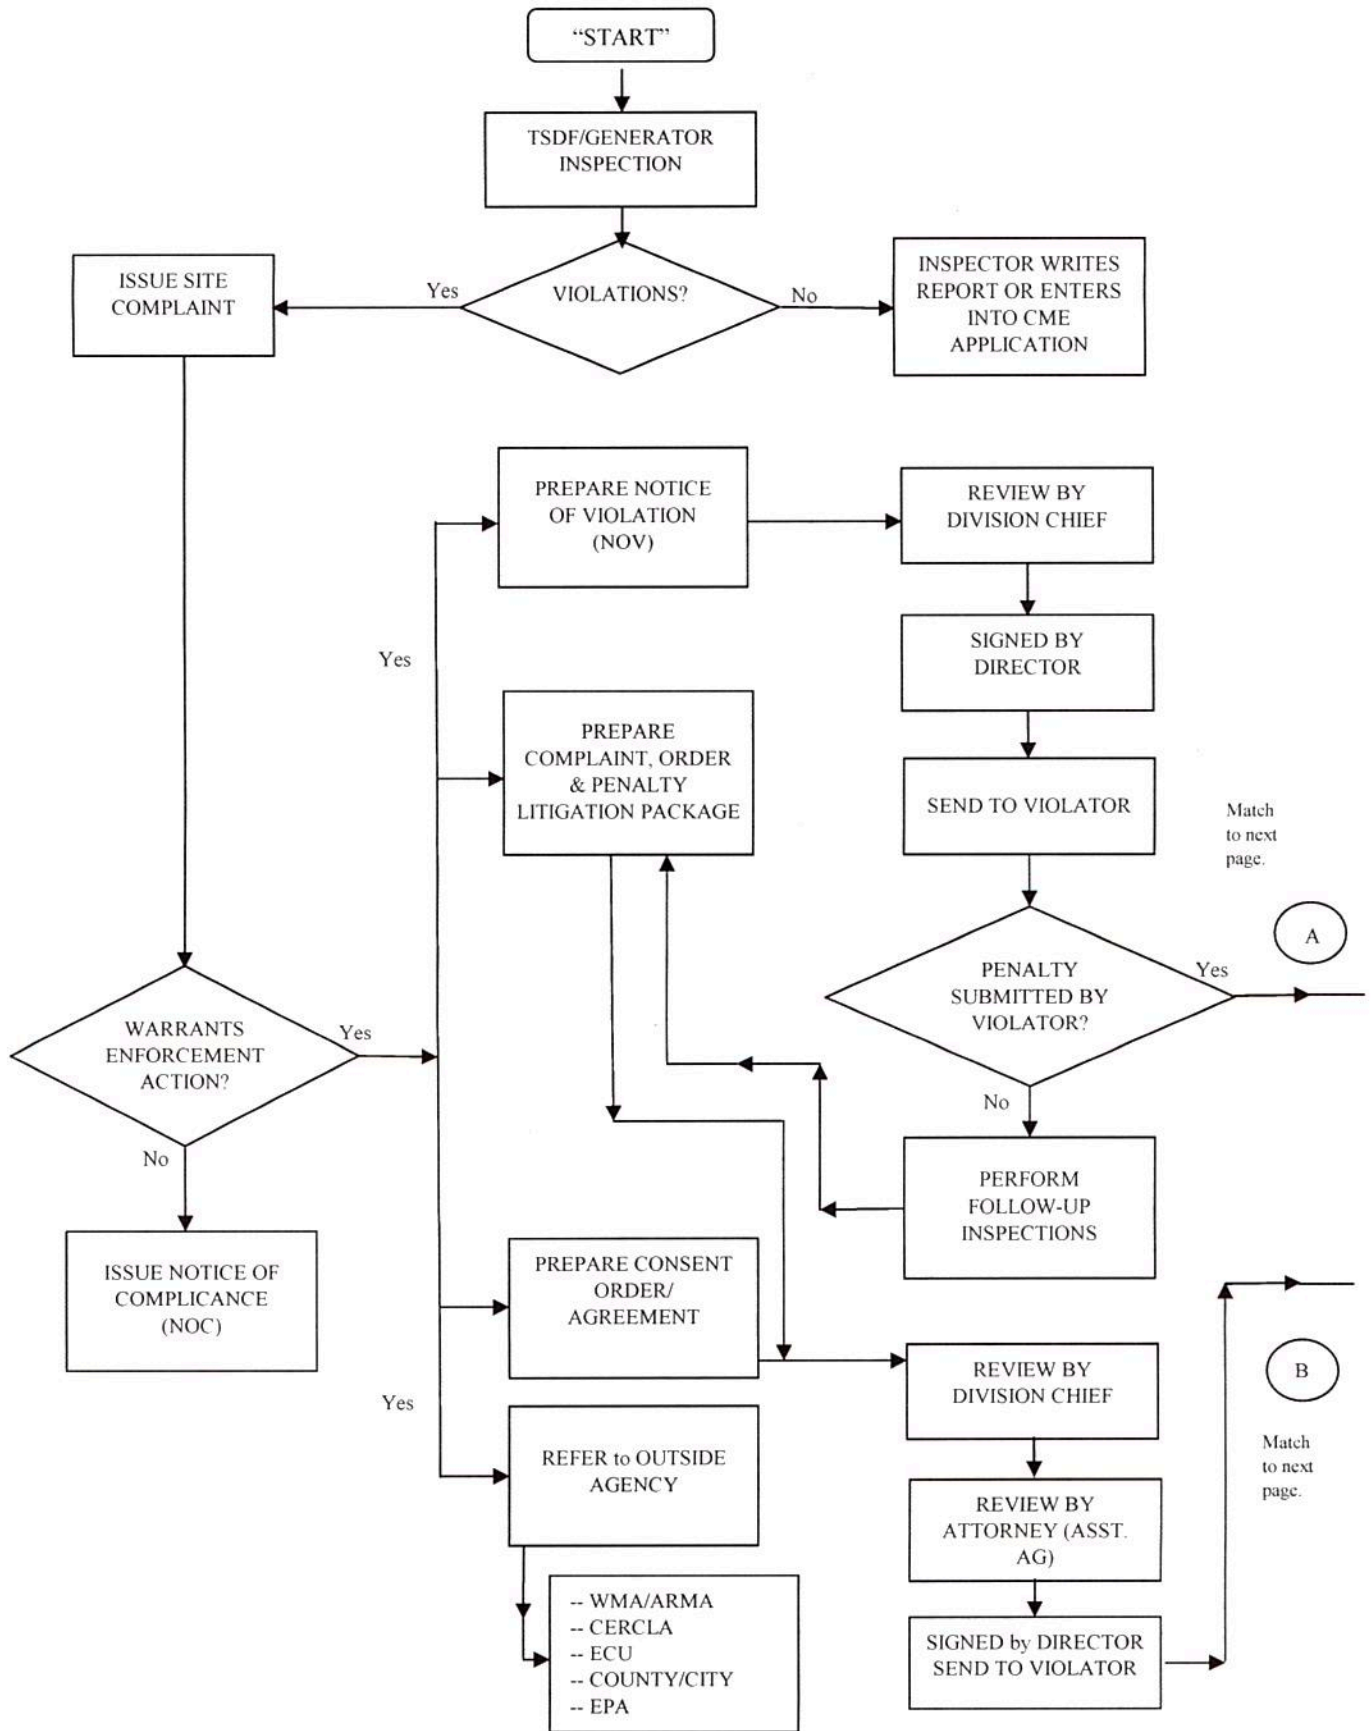 “START”
TSDF/GENERATOR
INSPECTION
ISSUE SITE
COMPLAINT
Yes
VIOLATIONS?
No
INSPECTOR WRITES
REPORT OR ENTERS
INTO CME
APPLICATION
PREPARE NOTICE
OF VIOLATION
(NOV)
REVIEW BY
DIVISION CHIEF
Yes
SIGNED BY
DIRECTOR
PREPARE
COMPLAINT, ORDER
& PENALTY
LITIGATION PACKAGE
SEND TO VIOLATOR
Match
to next
page.
A
PENALTY
SUBMITTED BY
VIOLATOR?
Yes
WARRANTS
ENFORCEMENT
ACTION?
Yes
No
No
PERFORM
FOLLOW-UP
INSPECTIONS
ISSUE NOTICE OF
COMPLICANCE
(NOC)
PREPARE CONSENT
ORDER/
AGREEMENT
REVIEW BY
DIVISION CHIEF
B
Yes
REFER to OUTSIDE
AGENCY
Match
to next
page.
REVIEW BY
ATTORNEY (ASST.
AG)
-- WMA/ARMA
-- CERCLA
-- ECU
-- COUNTY/CITY
-- EPA
SIGNED by DIRECTOR
SEND TO VIOLATOR